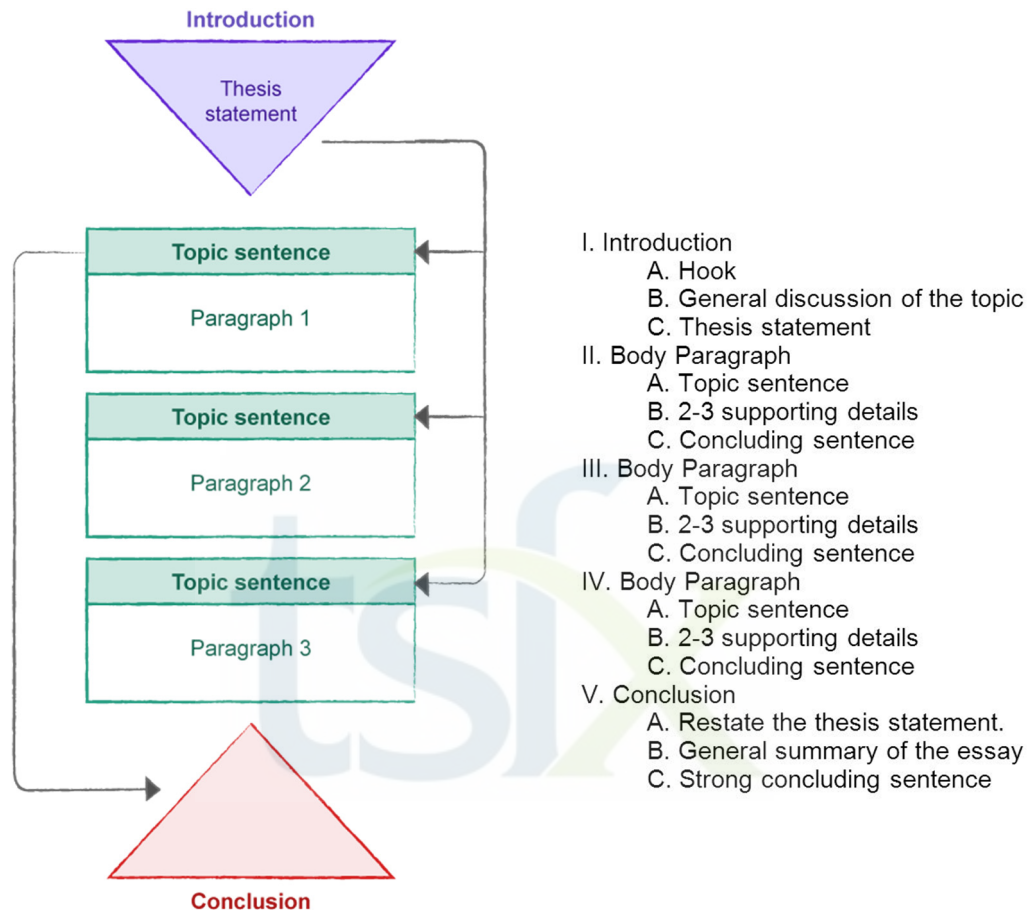 Introduction
Thesis
statement
Topic sentence
Paragraph 1
Topic sentence
Paragraph 2
Topic sentence
Paragraph 3
Conclusion
I. Introduction
A. Hook
B. General discussion of the topic
C. Thesis statement
II. Body Paragraph
A. Topic sentence
B. 2-3 supporting details
C. Concluding sentence
III. Body Paragraph
A. Topic sentence
B. 2-3 supporting details
C. Concluding sentence
IV. Body Paragraph
A. Topic sentence
B. 2-3 supporting details
C. Concluding sentence
V. Conclusion
A. Restate the thesis statement.
B. General summary of the essay
C. Strong concluding sentence
tsfx